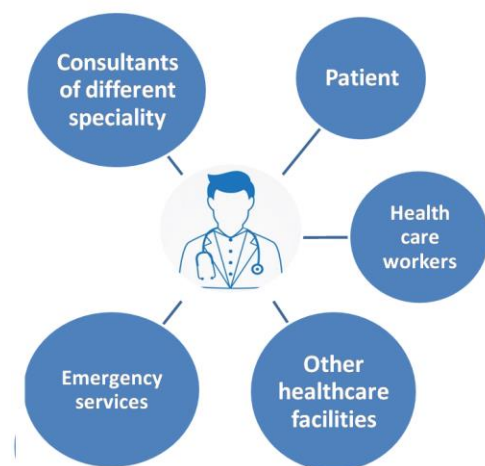 Consultants
of different
speciality
Patient
Health
care
workers
Other
healthcare
facilities
Emergency
services